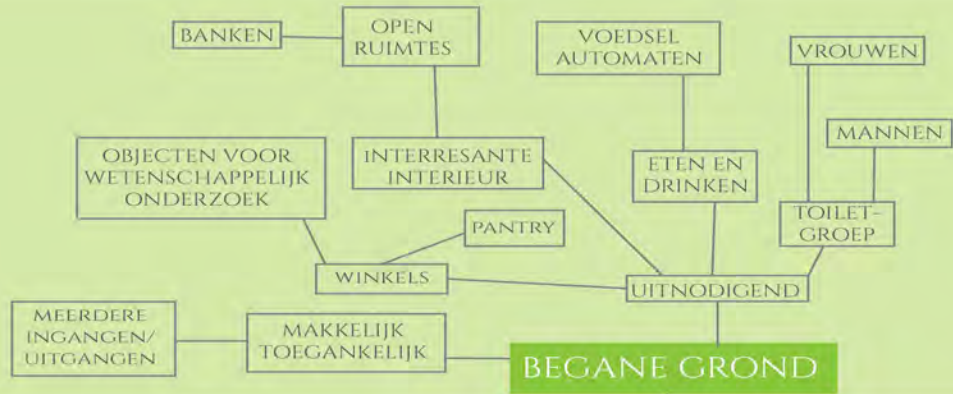 BANKEN
OPEN
RUIMTES
VOEDSEL
AUTOMATEN
VROUWEN
MANNEN
OBJECTEN VOOR
WETENSCHAPPELIJK
ONDERZOEK
INTERRESANTE
INTERIEUR
ETEN EN
DRINKEN
TOILET-
GROEP
PANTRY
WINKELS
UITNODIGEND
MEERDERE
INGANGEN/
UITGANGEN
MAKKELIJK
TOEGANKELIJK
BEGANE GROND